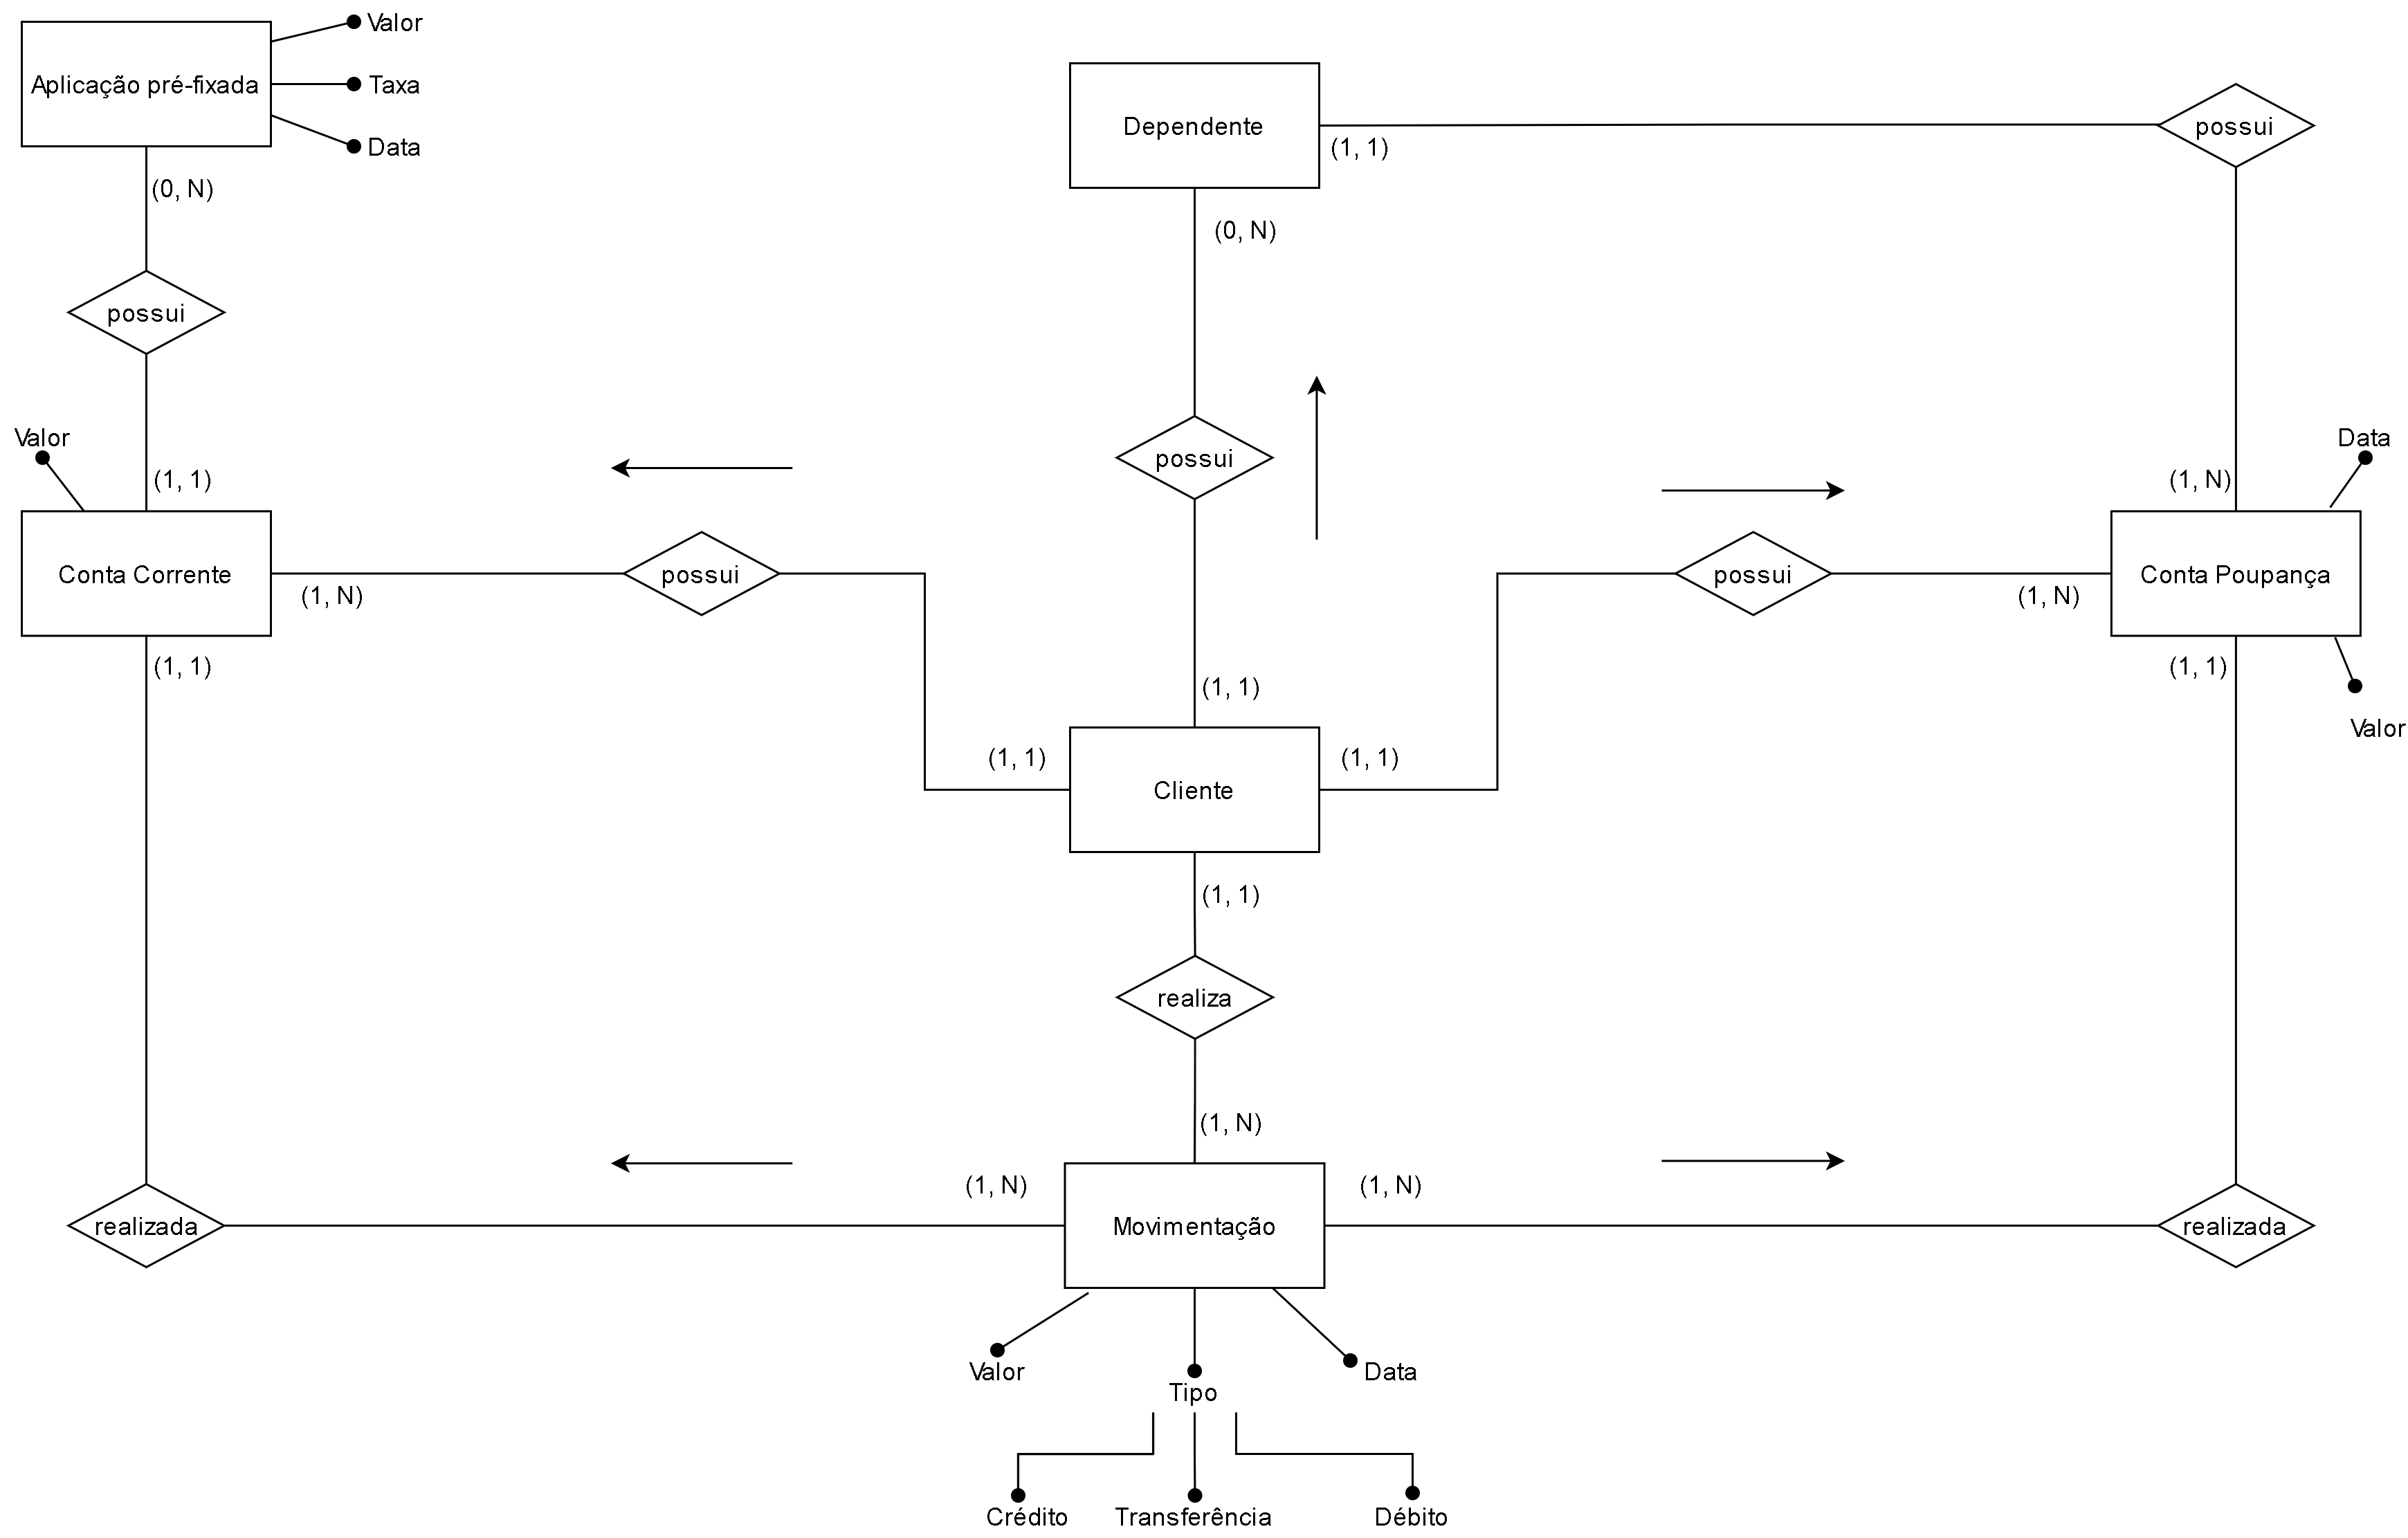 Valor
Aplicação pré-fixada
Taxa
Data
Dependente
possui
(1, 1)
(0, N)
(0, N)
possui
Valor
possui
Data
(1, 1)
(1, N)
Conta Corrente
possui
possui
Conta Poupança
(1, N)
(1, N)
(1, 1)
(1, 1)
(1, 1)
Valor
(1, 1)
(1, 1)
Cliente
(1, 1)
realiza
(1, N)
(1, N)
(1, N)
realizada
Movimentação
realizada
Valor
Data
Tipo
Crédito
Transferência
Débito